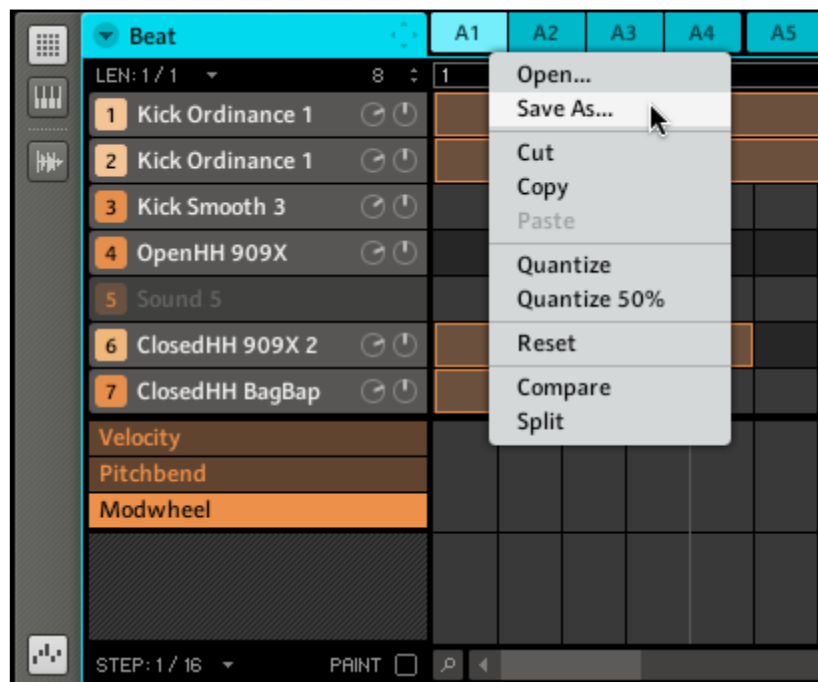 Beat
A1 A2 A3 A4 A5
LEN: 1 / 1 8 1
1 Kick Ordinance 1
2 Kick Ordinance 1
3 Kick Smooth 3
4 OpenHH 909X
5 Sound 5
6 ClosedHH 909X 2
7 ClosedHH BagBap
Velocity
Pitchbend
Modwheel
STEP: 1 / 16 PAINT
Open...
Save As...
Cut
Copy
Paste
Quantize
Quantize 50%
Reset
Compare
Split